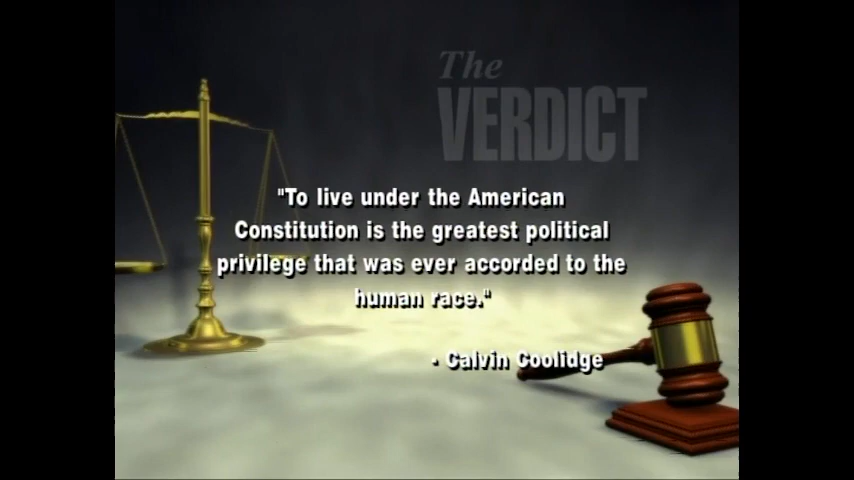 The
VERDICT
"To live under the American
Constitution is the greatest political
privilege that was ever accorded to the
human race."
- Calvin Coolidge